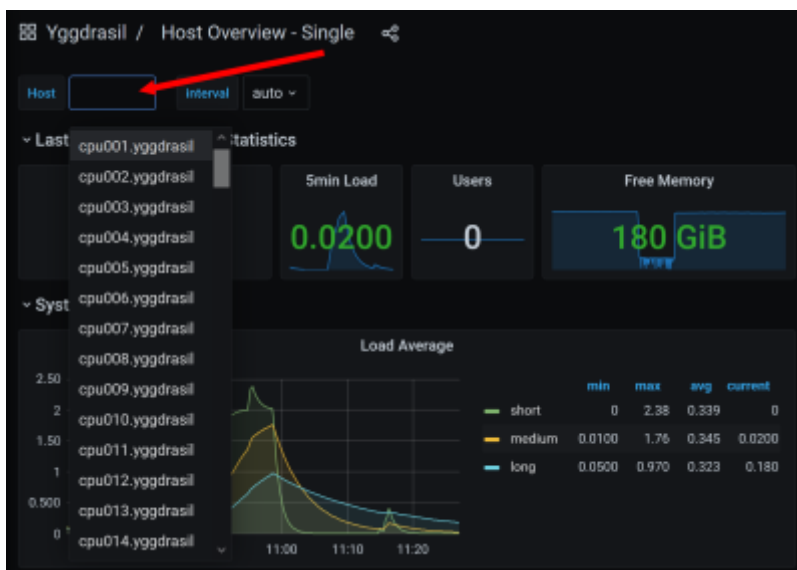 Yggdrasil / Host Overview - Single
Host
Interval auto
Last
Statistics
cpu001.yggdrasil
cpu002.yggdrasil
cpu003.yggdrasil
cpu004.yggdrasil
cpu005.yggdrasil
cpu006.yggdrasil
cpu007.yggdrasil
cpu008.yggdrasil
cpu009.yggdrasil
cpu010.yggdrasil
cpu011.yggdrasil
cpu012.yggdrasil
cpu013.yggdrasil
cpu014.yggdrasil
5min Load
0.0200
Users
0
Free Memory
180 GiB
Syst
Load Average
2.50
2
1.50
1
0.500
0
11:00 11:10 11:20
min max avg current
short 0 2.38 0.339 0
medium 0.0100 1.76 0.345 0.0200
long 0.0500 0.970 0.323 0.180